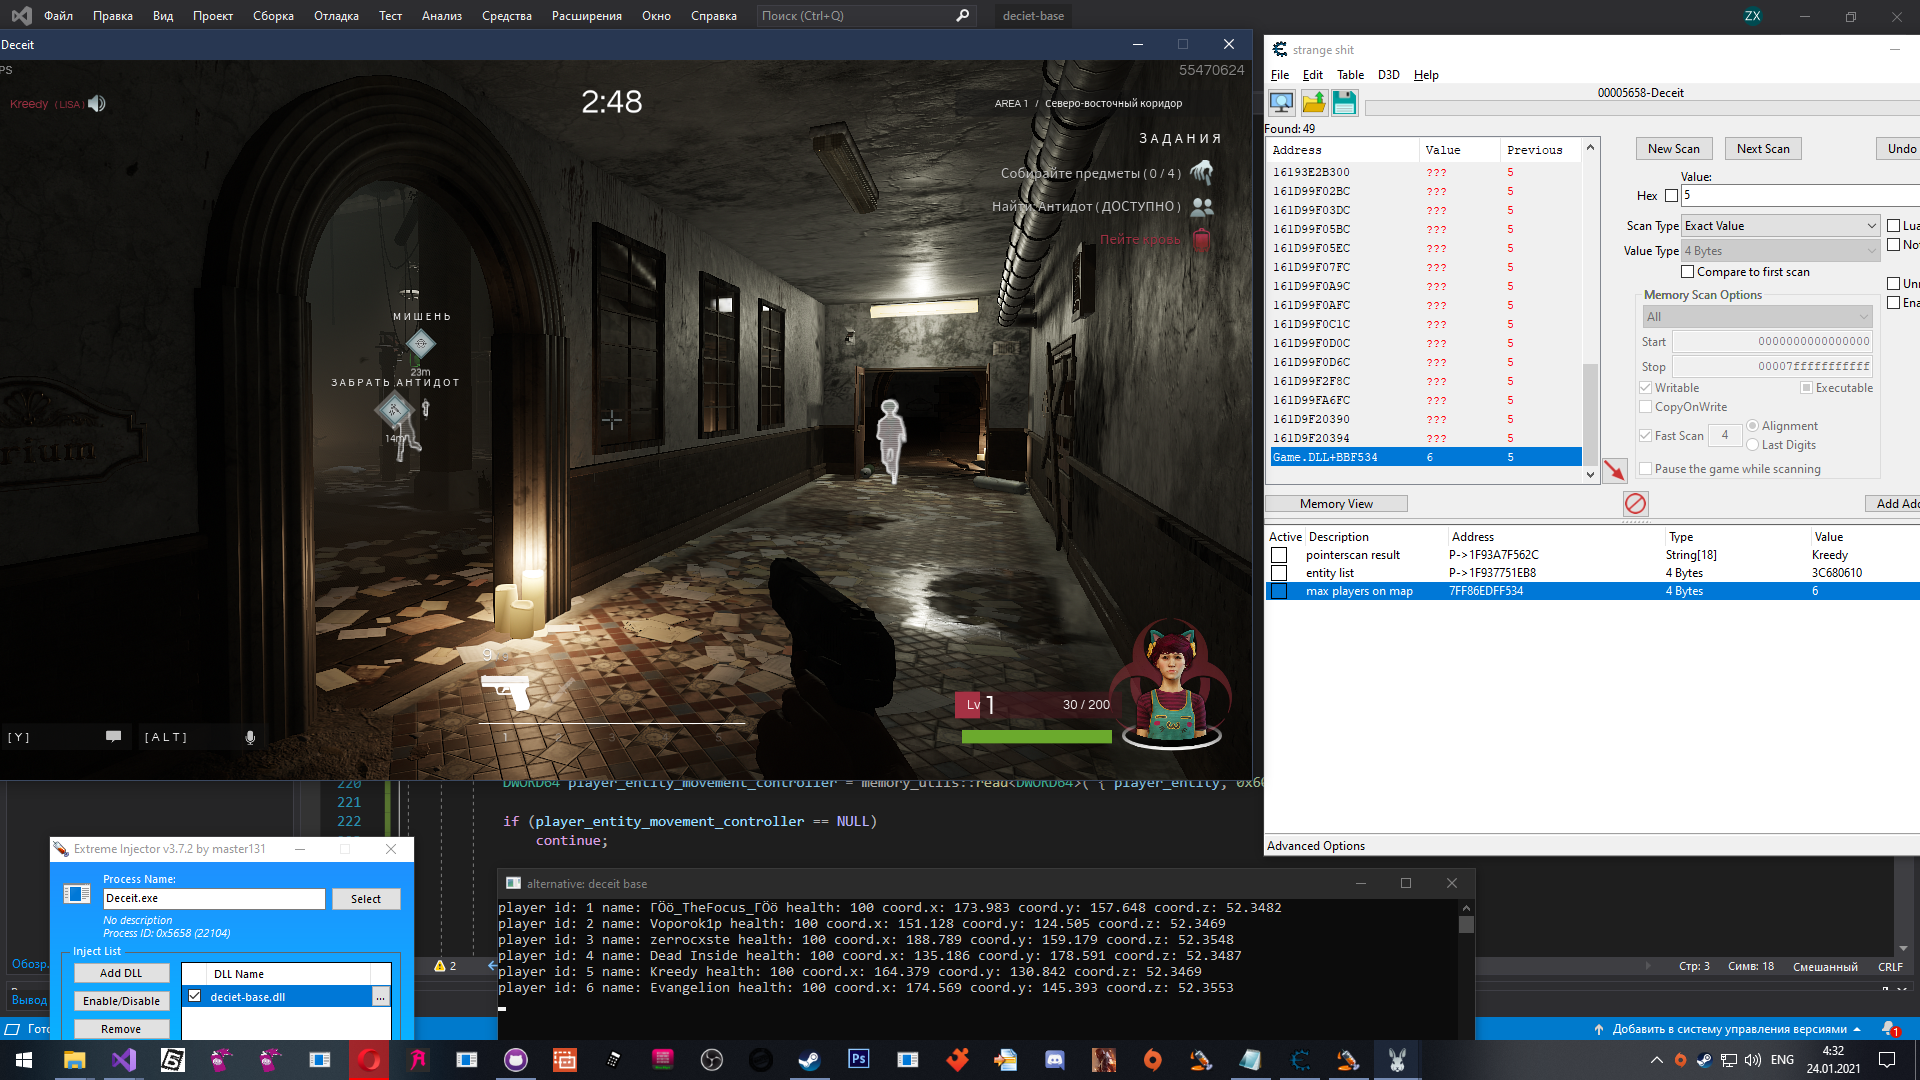 Файл Правка Вид Проект Сборка Отладка Тест Анализ Средства Расширения Окно Справка Поиск (Ctrl+Q) deciet-base ZX
Deceit
PS
55470624
Kreedy (LISA)
2:48
AREA 1 / Северо-восточный коридор
ЗАДАНИЯ
Собирайте предметы ( 0 / 4 )
Найти: Антидот ( ДОСТУПНО )
Пейте кровь
МИШЕНЬ
23m
ЗАБРАТЬ АНТИДОТ
14m
9
Lv 1 30 / 200
[Y] [ALT]
1
strange shit
File Edit Table D3D Help
00005658-Deceit
Found: 49
Address Value Previous
16193E2B300 ??? 5
161D99F02BC ??? 5
161D99F03DC ??? 5
161D99F05BC ??? 5
161D99F05EC ??? 5
161D99F07FC ??? 5
161D99F0A9C ??? 5
161D99F0AFC ??? 5
161D99F0C1C ??? 5
161D99F0D0C ??? 5
161D99F0D6C ??? 5
161D99F2F8C ??? 5
161D99FA6FC ??? 5
161D9F20390 ??? 5
161D9F20394 ??? 5
Game.DLL+BBF534 6 5
New Scan Next Scan Undo
Value:
Hex 5
Scan Type Exact Value Lua
Value Type 4 Bytes No
Compare to first scan
Memory Scan Options
All
Start 0000000000000000
Stop 00007fffffffffff
Writable Executable
CopyOnWrite
Fast Scan 4 Alignment
Last Digits
Pause the game while scanning
Memory View
Active Description Address Type Value
pointerscan result P->1F93A7F562C String[18] Kreedy
entity list P->1F937751EB8 4 Bytes 3C680610
max players on map 7FF86EDFF534 4 Bytes 6
Advanced Options
220 DWORD64 player_entity_movement_controller = memory_utils::read<DWORD64>( { player_entity, 0x60
221
222 if (player_entity_movement_controller == NULL)
continue;
Extreme Injector v3.7.2 by master131
Process Name:
Deceit.exe Select
No description
Process ID: 0x5658 (22104)
Inject List
Add DLL DLL Name
Enable/Disable deciet-base.dll ...
Remove
alternative: deceit base
player id: 1 name: ГÖö_TheFocus_ГÖö health: 100 coord.x: 173.983 coord.y: 157.648 coord.z: 52.3482
player id: 2 name: Voporok1p health: 100 coord.x: 151.128 coord.y: 124.505 coord.z: 52.3469
player id: 3 name: zerrocxste health: 100 coord.x: 188.789 coord.y: 159.179 coord.z: 52.3548
player id: 4 name: Dead Inside health: 100 coord.x: 135.186 coord.y: 178.591 coord.z: 52.3487
player id: 5 name: Kreedy health: 100 coord.x: 164.379 coord.y: 130.842 coord.z: 52.3469
player id: 6 name: Evangelion health: 100 coord.x: 174.569 coord.y: 145.393 coord.z: 52.3553
Обозр.
2
Стр: 3 Симв: 18 Смешанный CRLF
Вывод
Добавить в систему управления версиями 1
Ps
ENG
4:32
24.01.2021